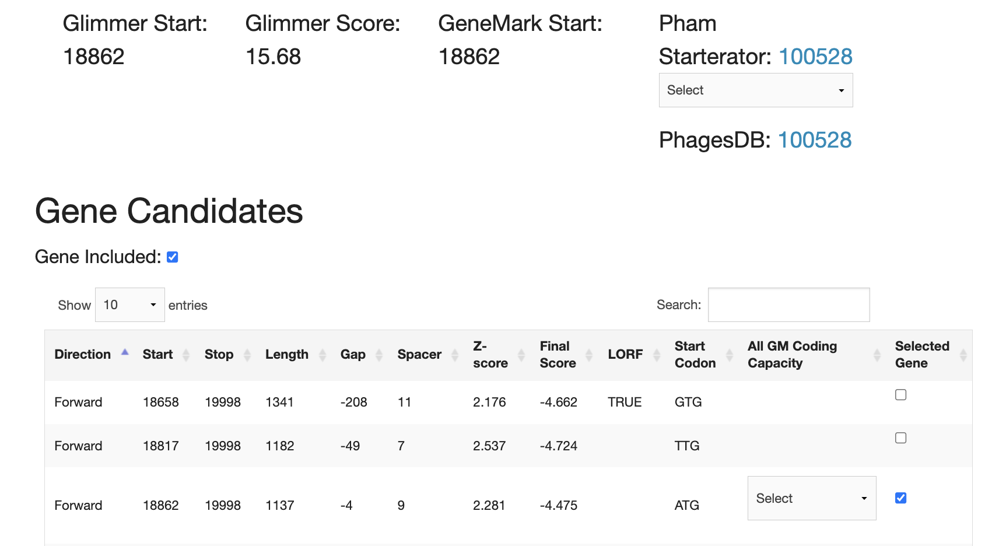 Glimmer Start: Glimmer Score: GeneMark Start: Pham
18862 15.68 18862 Starterator: 100528
Select
PhagesDB: 100528
Gene Candidates
Gene Included:
Show 10 entries Search:
Direction Start Stop Length Gap Spacer Z-score Final Score LORF Start Codon All GM Coding Capacity Selected Gene
Forward 18658 19998 1341 -208 11 2.176 -4.662 TRUE GTG
Forward 18817 19998 1182 -49 7 2.537 -4.724 TTG
Forward 18862 19998 1137 -4 9 2.281 -4.475 ATG Select